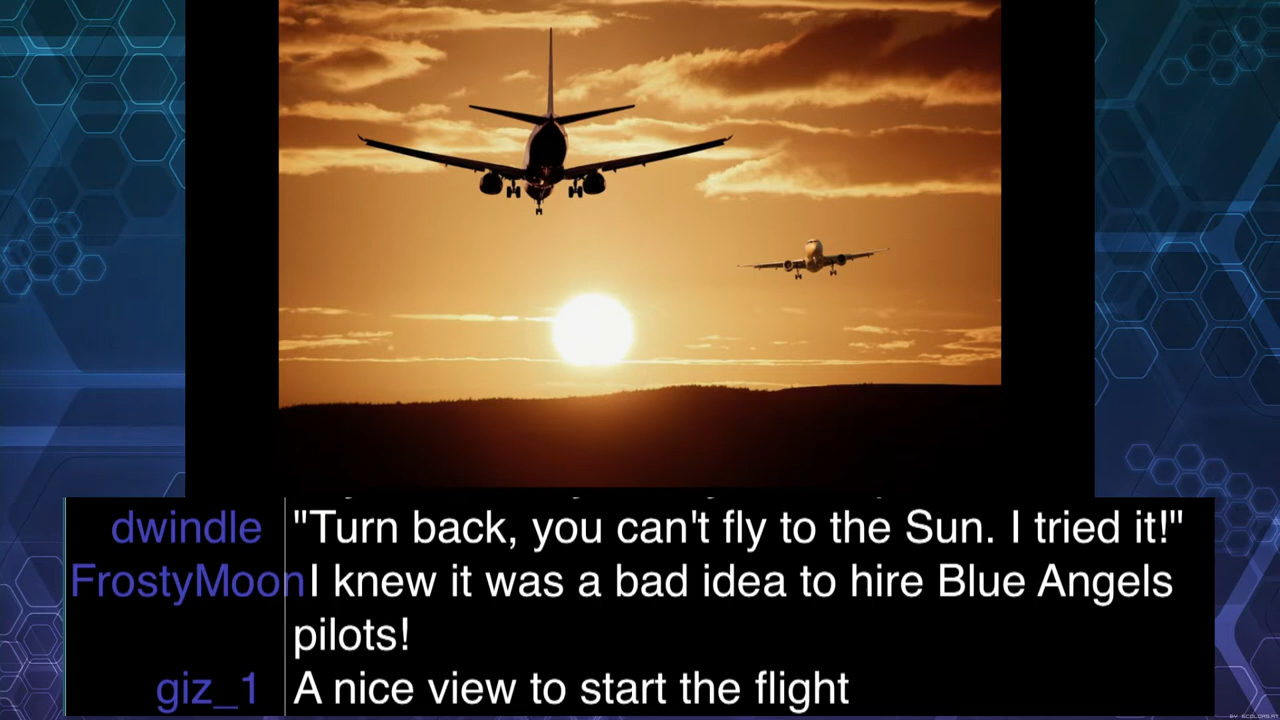 dwindle "Turn back, you can't fly to the Sun. I tried it!"
FrostyMoon I knew it was a bad idea to hire Blue Angels
pilots!
giz_1 A nice view to start the flight